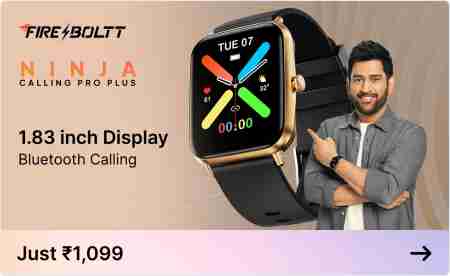 FIRE BOLTT
NINJA
CALLING PRO PLUS
1.83 inch Display
Bluetooth Calling
TUE 07
00:00
Just ₹1,099